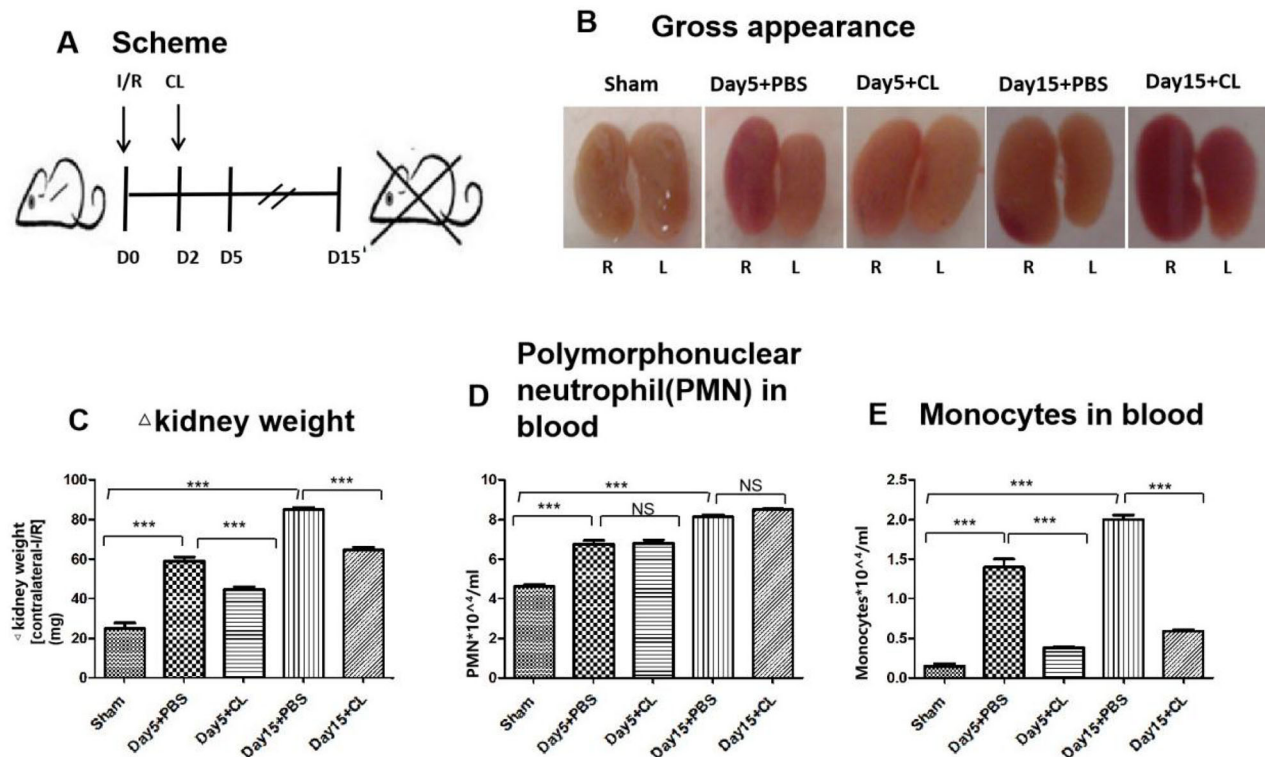 A Scheme
I/R CL
D0 D2 D5 D15'
B Gross appearance
Sham Day5+PBS Day5+CL Day15+PBS Day15+CL
R L R L R L R L R L
C △kidney weight
△ kidney weight
[contralateral-I/R]
(mg)
100
80
60
40
20
0
***
***
***
***
Sham
Day5+PBS
Day5+CL
Day15+PBS
Day15+CL
D Polymorphonuclear
neutrophil(PMN) in
blood
PMN*10^4/ml
10
8
6
4
2
0
***
NS
***
NS
Sham
Day5+PBS
Day5+CL
Day15+PBS
Day15+CL
E Monocytes in blood
Monocytes*10^4/ml
2.5
2.0
1.5
1.0
0.5
0.0
***
***
***
***
Sham
Day5+PBS
Day5+CL
Day15+PBS
Day15+CL